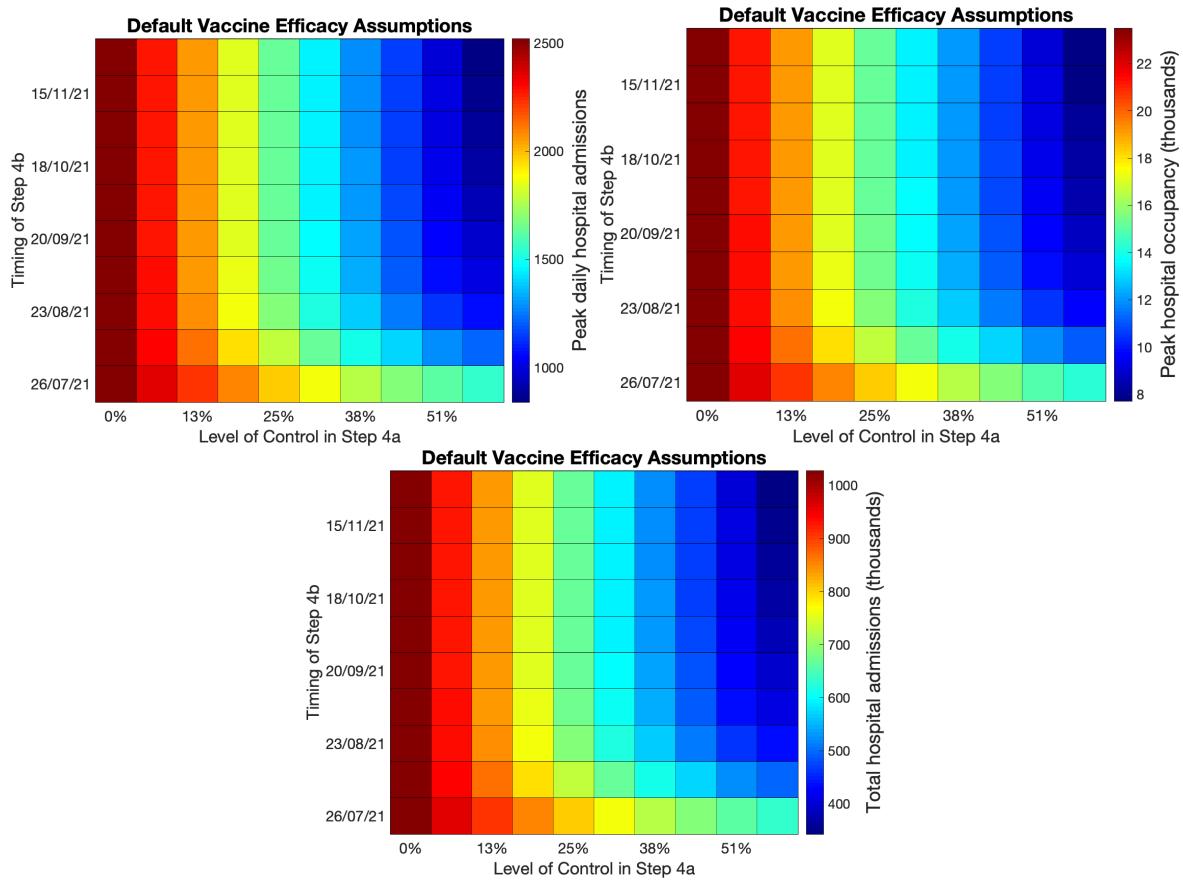 Default Vaccine Efficacy Assumptions
Timing of Step 4b
15/11/21
18/10/21
20/09/21
23/08/21
26/07/21
0% 13% 25% 38% 51%
Level of Control in Step 4a
2500
2000
1500
1000
Peak daily hospital admissions
Default Vaccine Efficacy Assumptions
Timing of Step 4b
15/11/21
18/10/21
20/09/21
23/08/21
26/07/21
0% 13% 25% 38% 51%
Level of Control in Step 4a
22
20
18
16
14
12
10
8
Peak hospital occupancy (thousands)
Default Vaccine Efficacy Assumptions
Timing of Step 4b
15/11/21
18/10/21
20/09/21
23/08/21
26/07/21
0% 13% 25% 38% 51%
Level of Control in Step 4a
1000
900
800
700
600
500
400
Total hospital admissions (thousands)